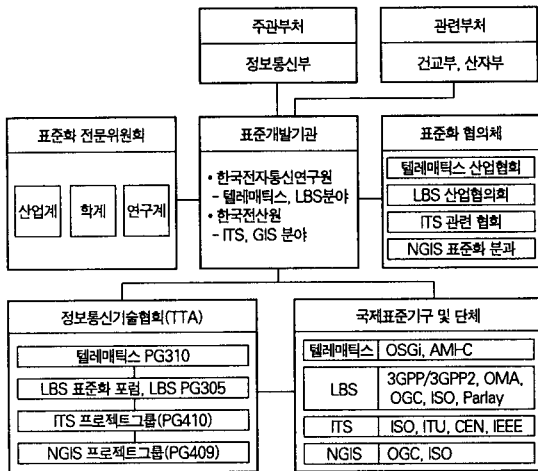 주관부처
정보통신부
관련부처
건교부, 산자부
표준화 전문위원회
산업계
학계
연구계
표준개발기관
• 한국전자통신연구원
– 텔레매틱스, LBS분야
• 한국전산원
– ITS, GIS 분야
표준화 협의체
텔레매틱스 산업협회
LBS 산업협의회
ITS 관련 협회
NGIS 표준화 분과
정보통신기술협회(TTA)
텔레매틱스 PG310
LBS 표준화 포럼, LBS PG305
ITS 프로젝트그룹(PG410)
NGIS 프로젝트그룹(PG409)
국제표준기구 및 단체
텔레매틱스 OSGi, AMI-C
LBS 3GPP/3GPP2, OMA,
OGC, ISO, Parlay
ITS ISO, ITU, CEN, IEEE
NGIS OGC, ISO